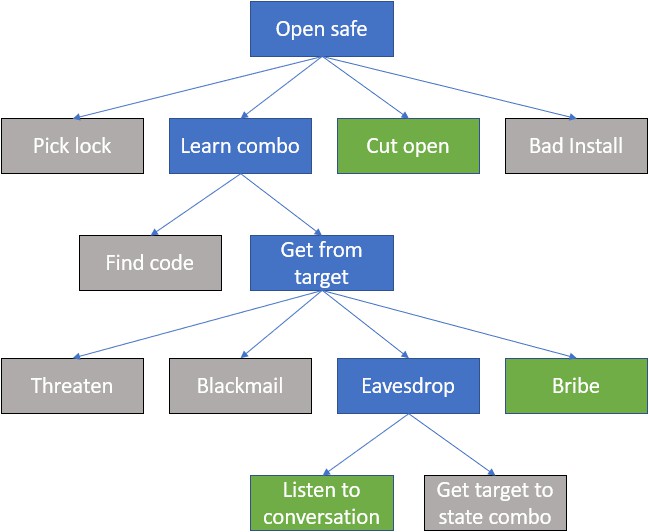 Open safe
Pick lock
Learn combo
Cut open
Bad Install
Find code
Get from
target
Threaten
Blackmail
Eavesdrop
Bribe
Listen to
conversation
Get target to
state combo